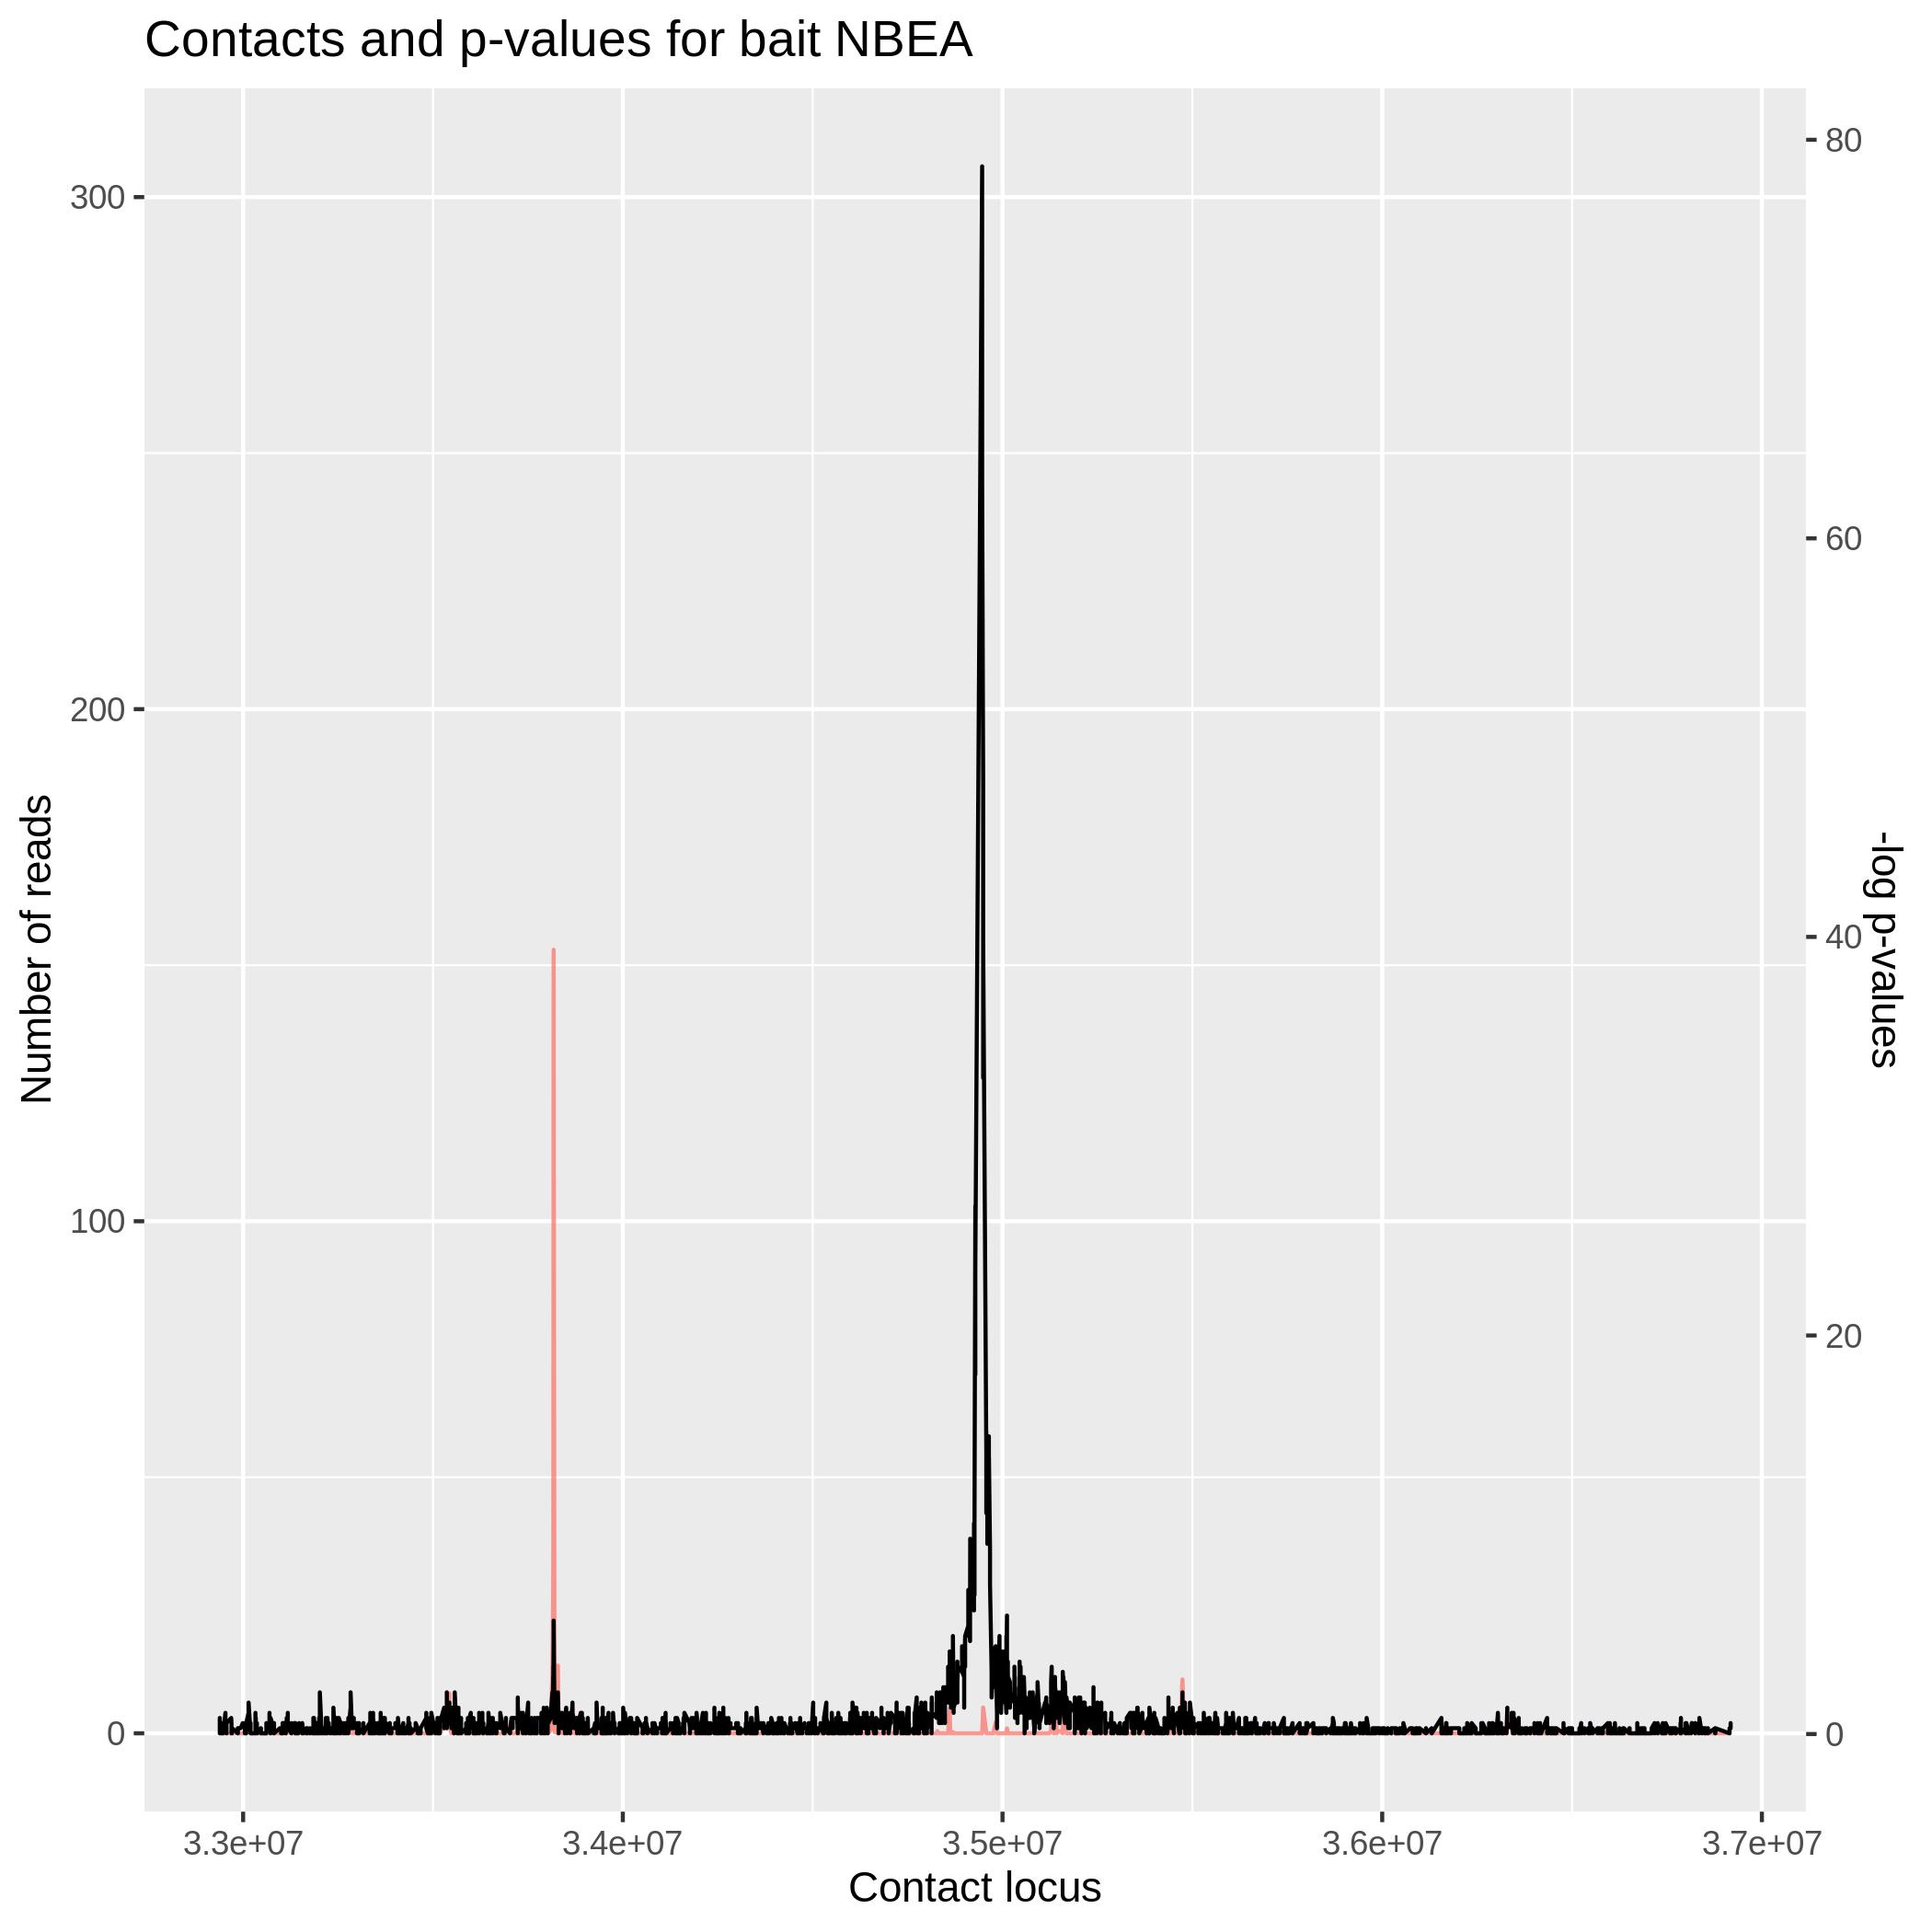 Contacts and p-values for bait NBEA
300
200
100
0
Number of reads
80
60
40
20
0
-log p-values
3.3e+07 3.4e+07 3.5e+07 3.6e+07 3.7e+07
Contact locus